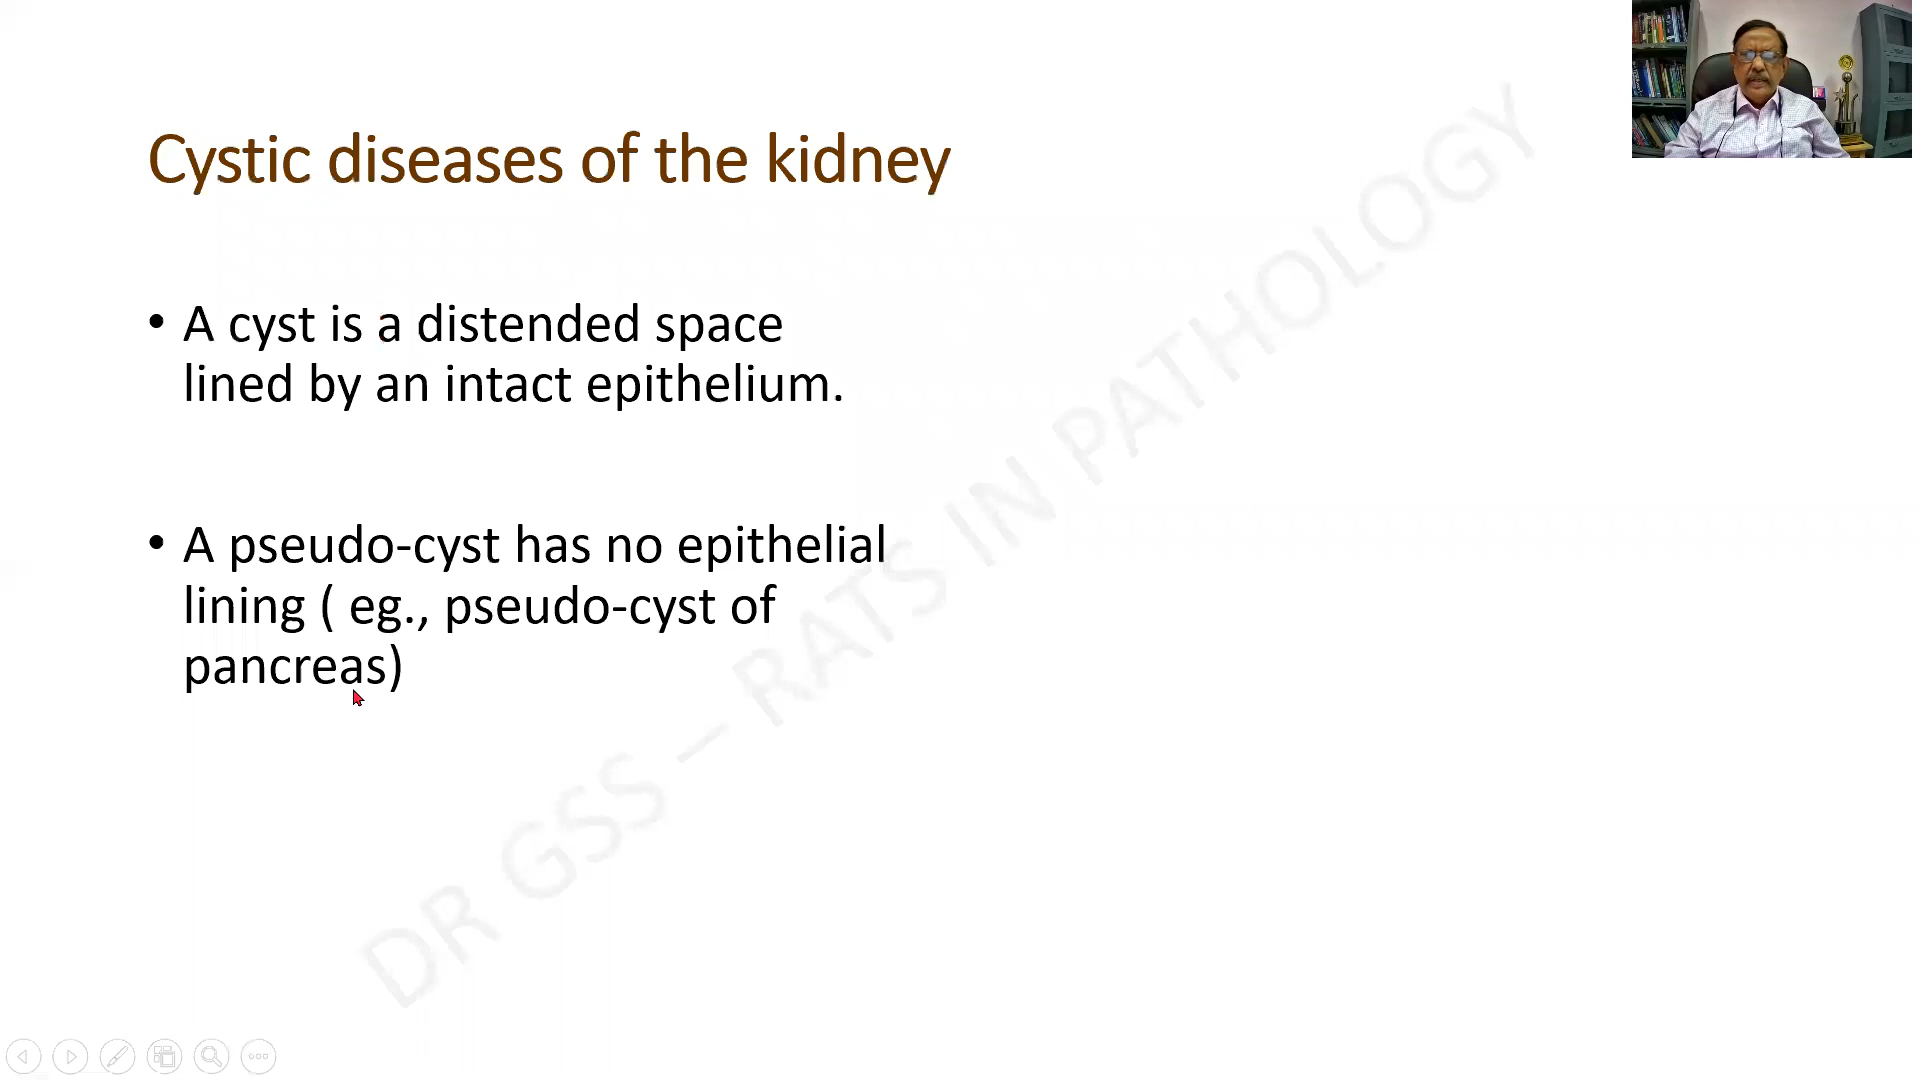 Cystic diseases of the kidney
• A cyst is a distended space
lined by an intact epithelium.
• A pseudo-cyst has no epithelial
lining ( eg., pseudo-cyst of
pancreas)
DR GSS – RATS IN PATHOLOGY